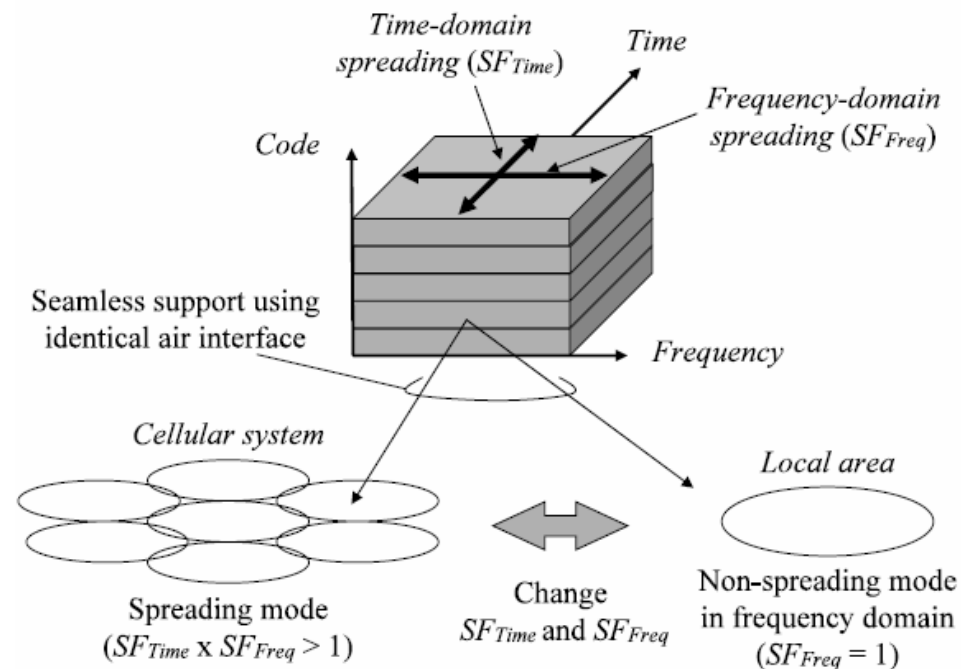 Time-domain
spreading (SFTime)
Time
Frequency-domain
spreading (SFFreq)
Code
Seamless support using
identical air interface
Frequency
Cellular system
Local area
Spreading mode
(SFTime x SFFreq > 1)
Change
SFTime and SFFreq
Non-spreading mode
in frequency domain
(SFFreq = 1)